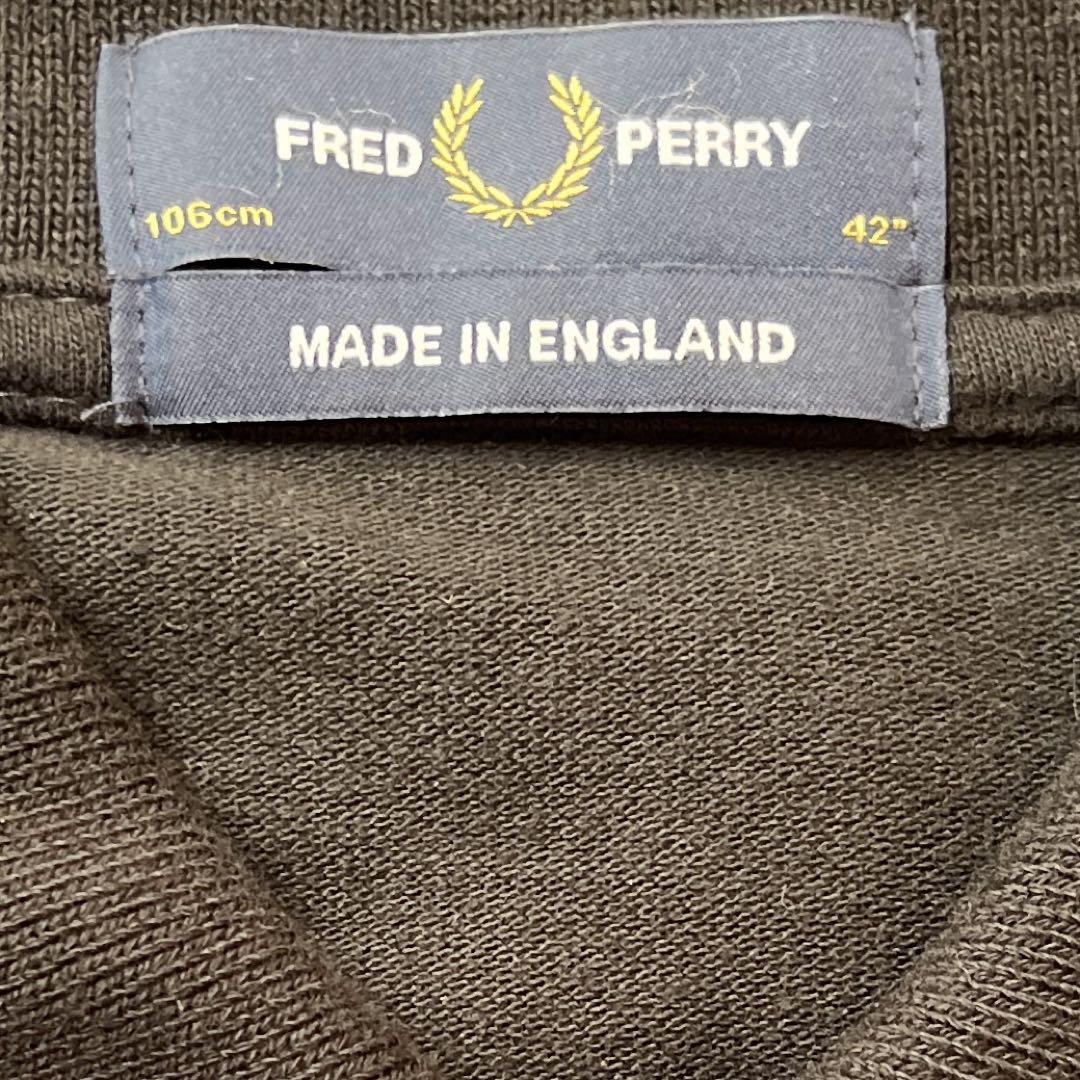 FRED PERRY
106cm 42"
MADE IN ENGLAND